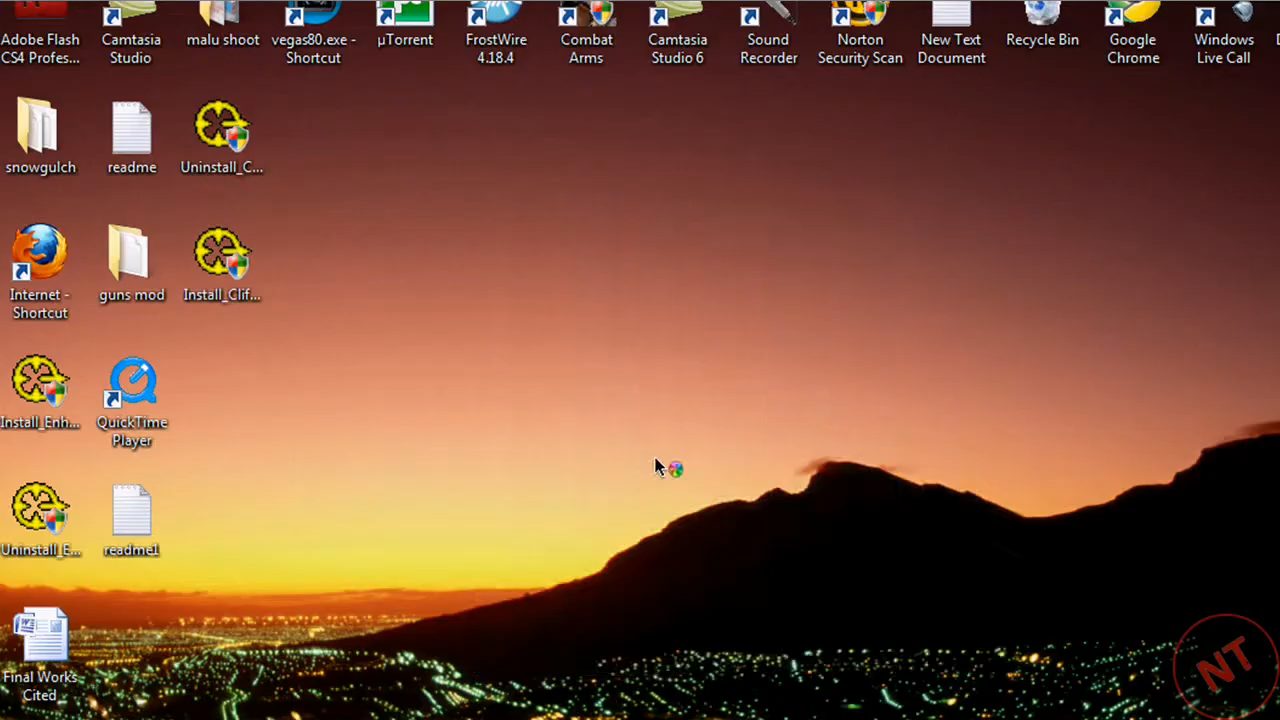 Adobe Flash
CS4 Profes...
Camtasia
Studio
malu shoot
vegas80.exe -
Shortcut
µTorrent
FrostWire
4.18.4
Combat
Arms
Camtasia
Studio 6
Sound
Recorder
Norton
Security Scan
New Text
Document
Recycle Bin
Google
Chrome
Windows
Live Call
snowgulch
readme
Uninstall_C...
Internet -
Shortcut
guns mod
Install_Clif...
Install_Enh...
QuickTime
Player
Uninstall_E...
readme1
Final Works
Cited
NT